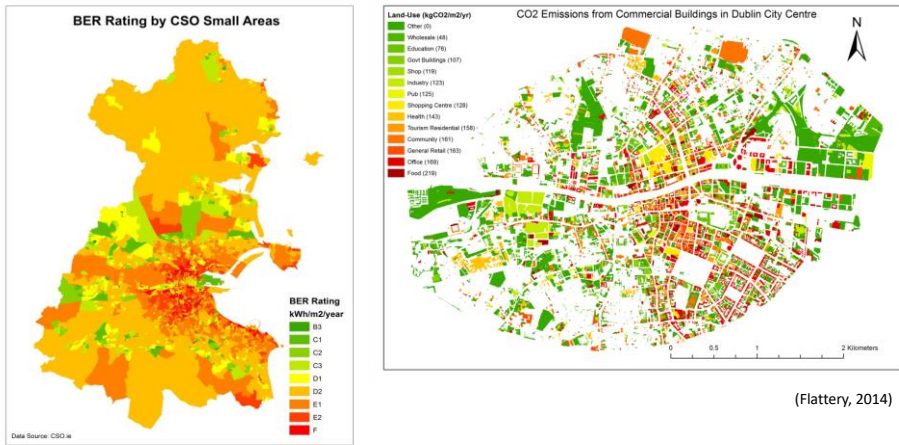 BER Rating by CSO Small Areas
BER Rating
kWh/m2/year
B3
C1
C2
C3
D1
D2
E1
E2
F
Data Source: CSO.ie
CO2 Emissions from Commercial Buildings in Dublin City Centre
Land-Use (kgCO2/m2/yr)
Other (0)
Wholesale (48)
Education (76)
Govt Buildings (107)
Shop (119)
Industry (123)
Pub (125)
Shopping Centre (128)
Health (143)
Tourism Residential (158)
Community (161)
General Retail (163)
Office (169)
Food (219)
N
0 0.5 1 2 Kilometers
(Flattery, 2014)